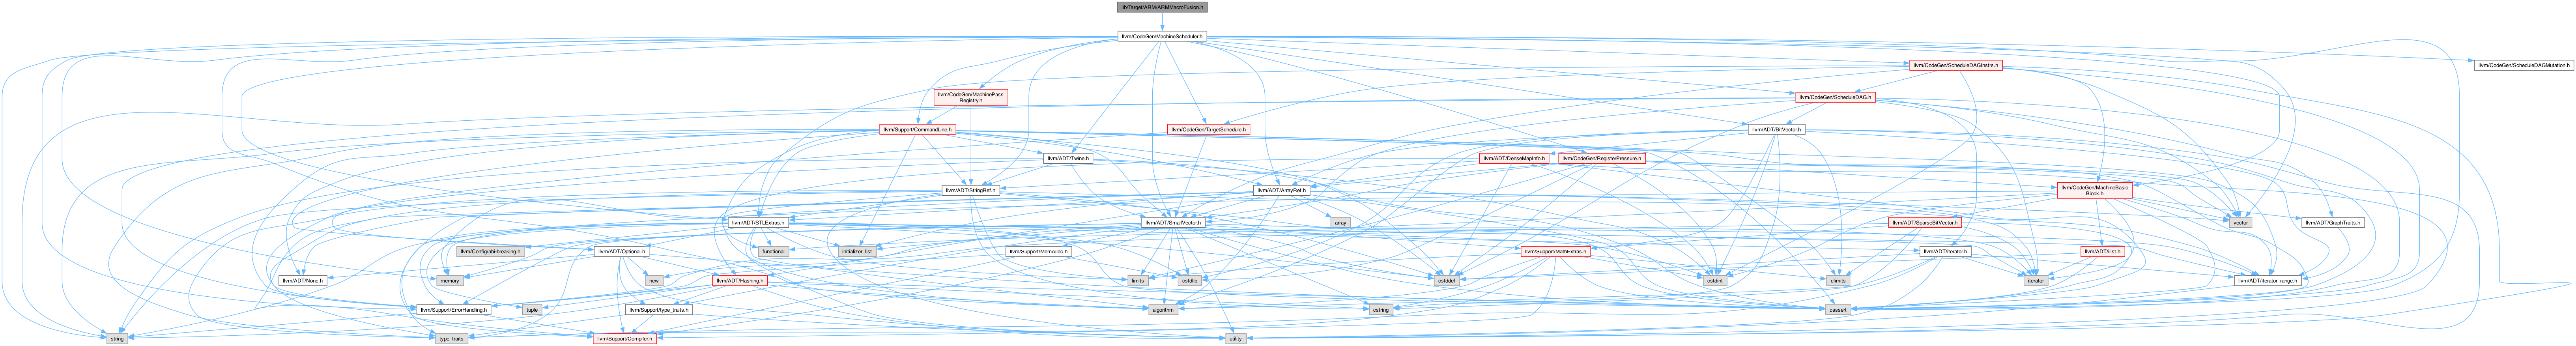 lib/Target/ARM/ARMMacroFusion.h
llvm/CodeGen/MachineScheduler.h
llvm/CodeGen/ScheduleDAGInstrs.h
llvm/CodeGen/ScheduleDAGMutation.h
llvm/CodeGen/MachinePass
Registry.h
llvm/CodeGen/ScheduleDAG.h
llvm/Support/CommandLine.h
llvm/CodeGen/TargetSchedule.h
llvm/ADT/BitVector.h
llvm/ADT/Twine.h
llvm/ADT/DenseMapInfo.h
llvm/CodeGen/RegisterPressure.h
llvm/ADT/StringRef.h
llvm/ADT/ArrayRef.h
llvm/CodeGen/MachineBasic
Block.h
llvm/ADT/STLExtras.h
llvm/ADT/SmallVector.h
array
llvm/ADT/SparseBitVector.h
vector
llvm/ADT/GraphTraits.h
llvm/Config/abi-breaking.h
llvm/ADT/Optional.h
functional
initializer_list
llvm/Support/MemAlloc.h
llvm/Support/MathExtras.h
llvm/ADT/iterator.h
llvm/ADT/ilist.h
llvm/ADT/None.h
memory
new
llvm/ADT/Hashing.h
limits
cstdlib
cstddef
cstdint
climits
iterator
llvm/ADT/iterator_range.h
llvm/Support/ErrorHandling.h
tuple
llvm/Support/type_traits.h
algorithm
cstring
cassert
string
type_traits
llvm/Support/Compiler.h
utility